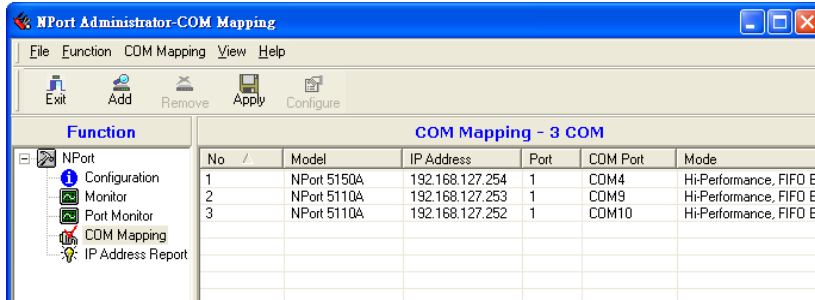 NPort Administrator-COM Mapping
File Function COM Mapping View Help
Exit Add Remove Apply Configure
Function COM Mapping - 3 COM
NPort
Configuration
Monitor
Port Monitor
COM Mapping
IP Address Report
No Model IP Address Port COM Port Mode
1 NPort 5150A 192.168.127.254 1 COM4 Hi-Performance, FIFO E
2 NPort 5110A 192.168.127.253 1 COM9 Hi-Performance, FIFO E
3 NPort 5110A 192.168.127.252 1 COM10 Hi-Performance, FIFO E